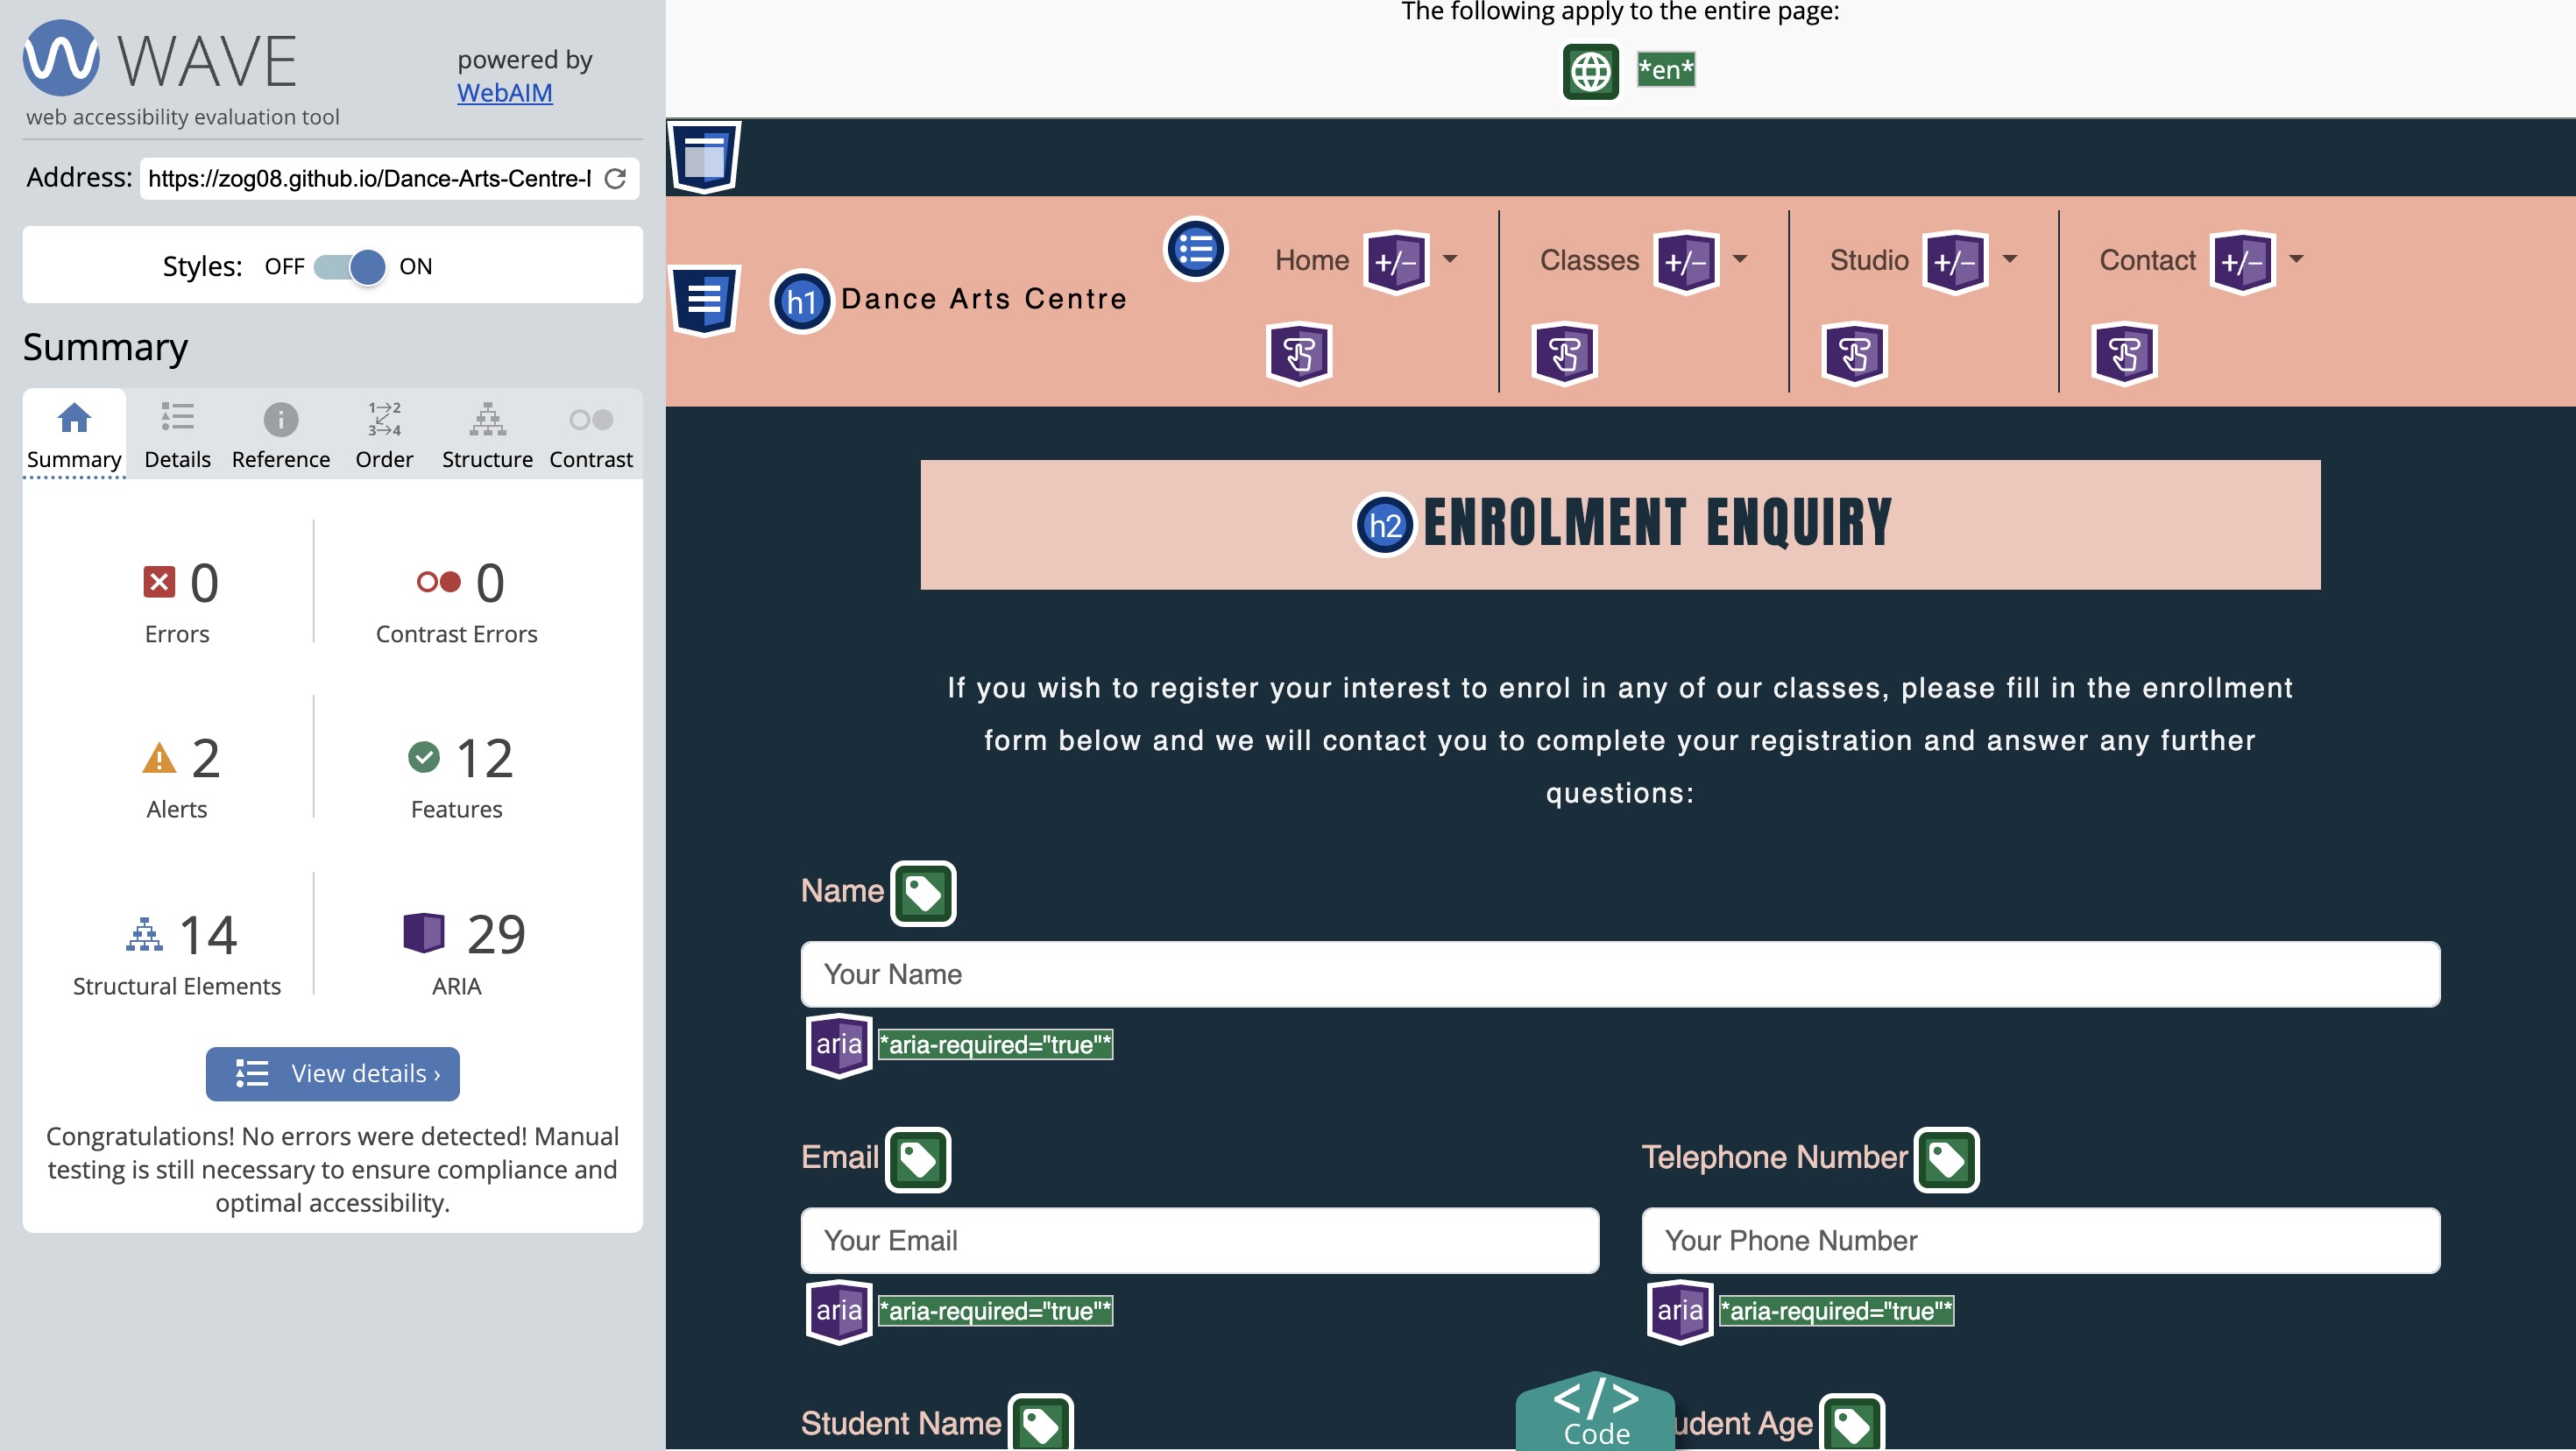 WAVE
powered by
WebAIM
web accessibility evaluation tool
Address: https://zog08.github.io/Dance-Arts-Centre-I
Styles: OFF ON
Summary
Summary Details Reference Order Structure Contrast
0
Errors
0
Contrast Errors
2
Alerts
12
Features
14
Structural Elements
29
ARIA
View details ›
Congratulations! No errors were detected! Manual
testing is still necessary to ensure compliance and
optimal accessibility.
The following apply to the entire page:
*en*
h1 Dance Arts Centre
Home +/− Classes +/− Studio +/− Contact +/−
h2 ENROLMENT ENQUIRY
If you wish to register your interest to enrol in any of our classes, please fill in the enrollment
form below and we will contact you to complete your registration and answer any further
questions:
Name
Your Name
aria *aria-required="true"*
Email Telephone Number
Your Email Your Phone Number
aria *aria-required="true"* aria *aria-required="true"*
Student Name udent Age
</>
Code